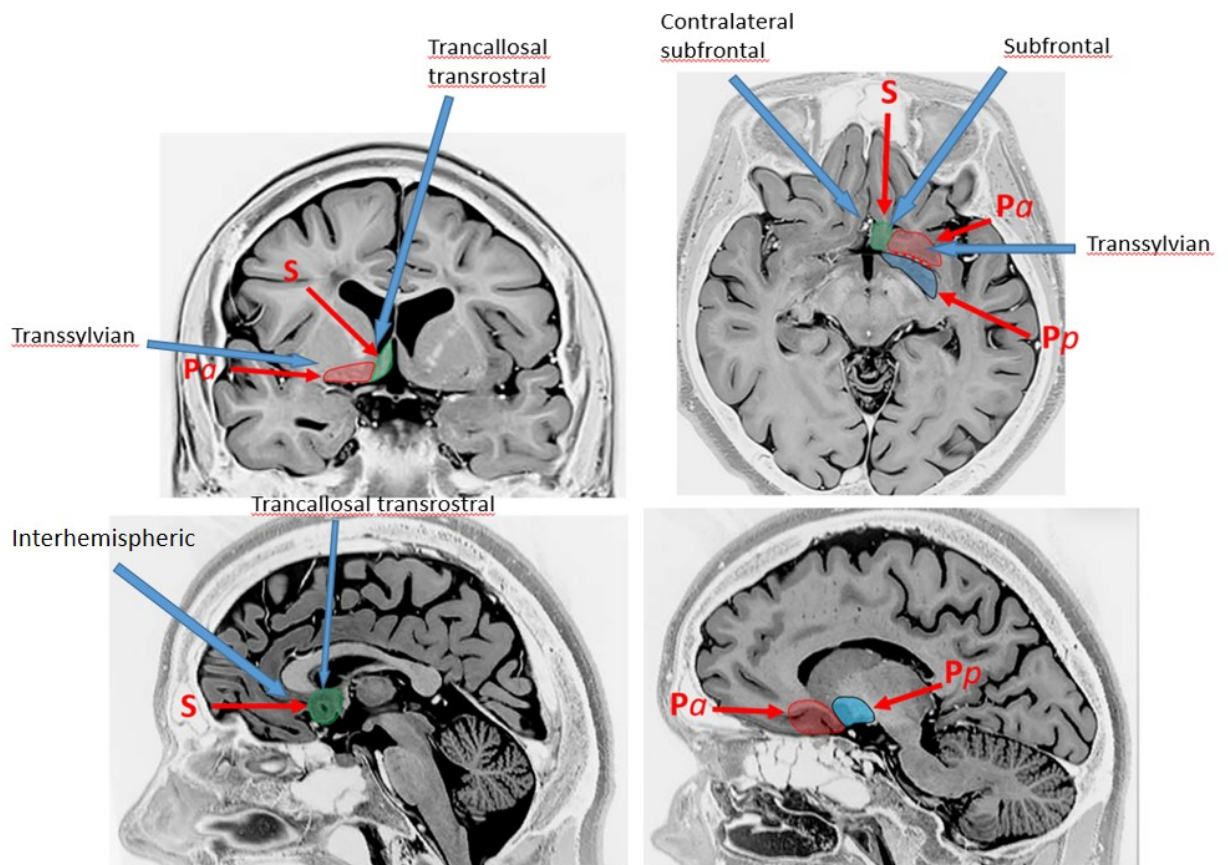 Trancallosal
transrostral
S
Transsylvian
Pa
Contralateral
subfrontal
Subfrontal
S
Pa
Transsylvian
Pp
Trancallosal transrostral
Interhemispheric
S
Pa
Pp